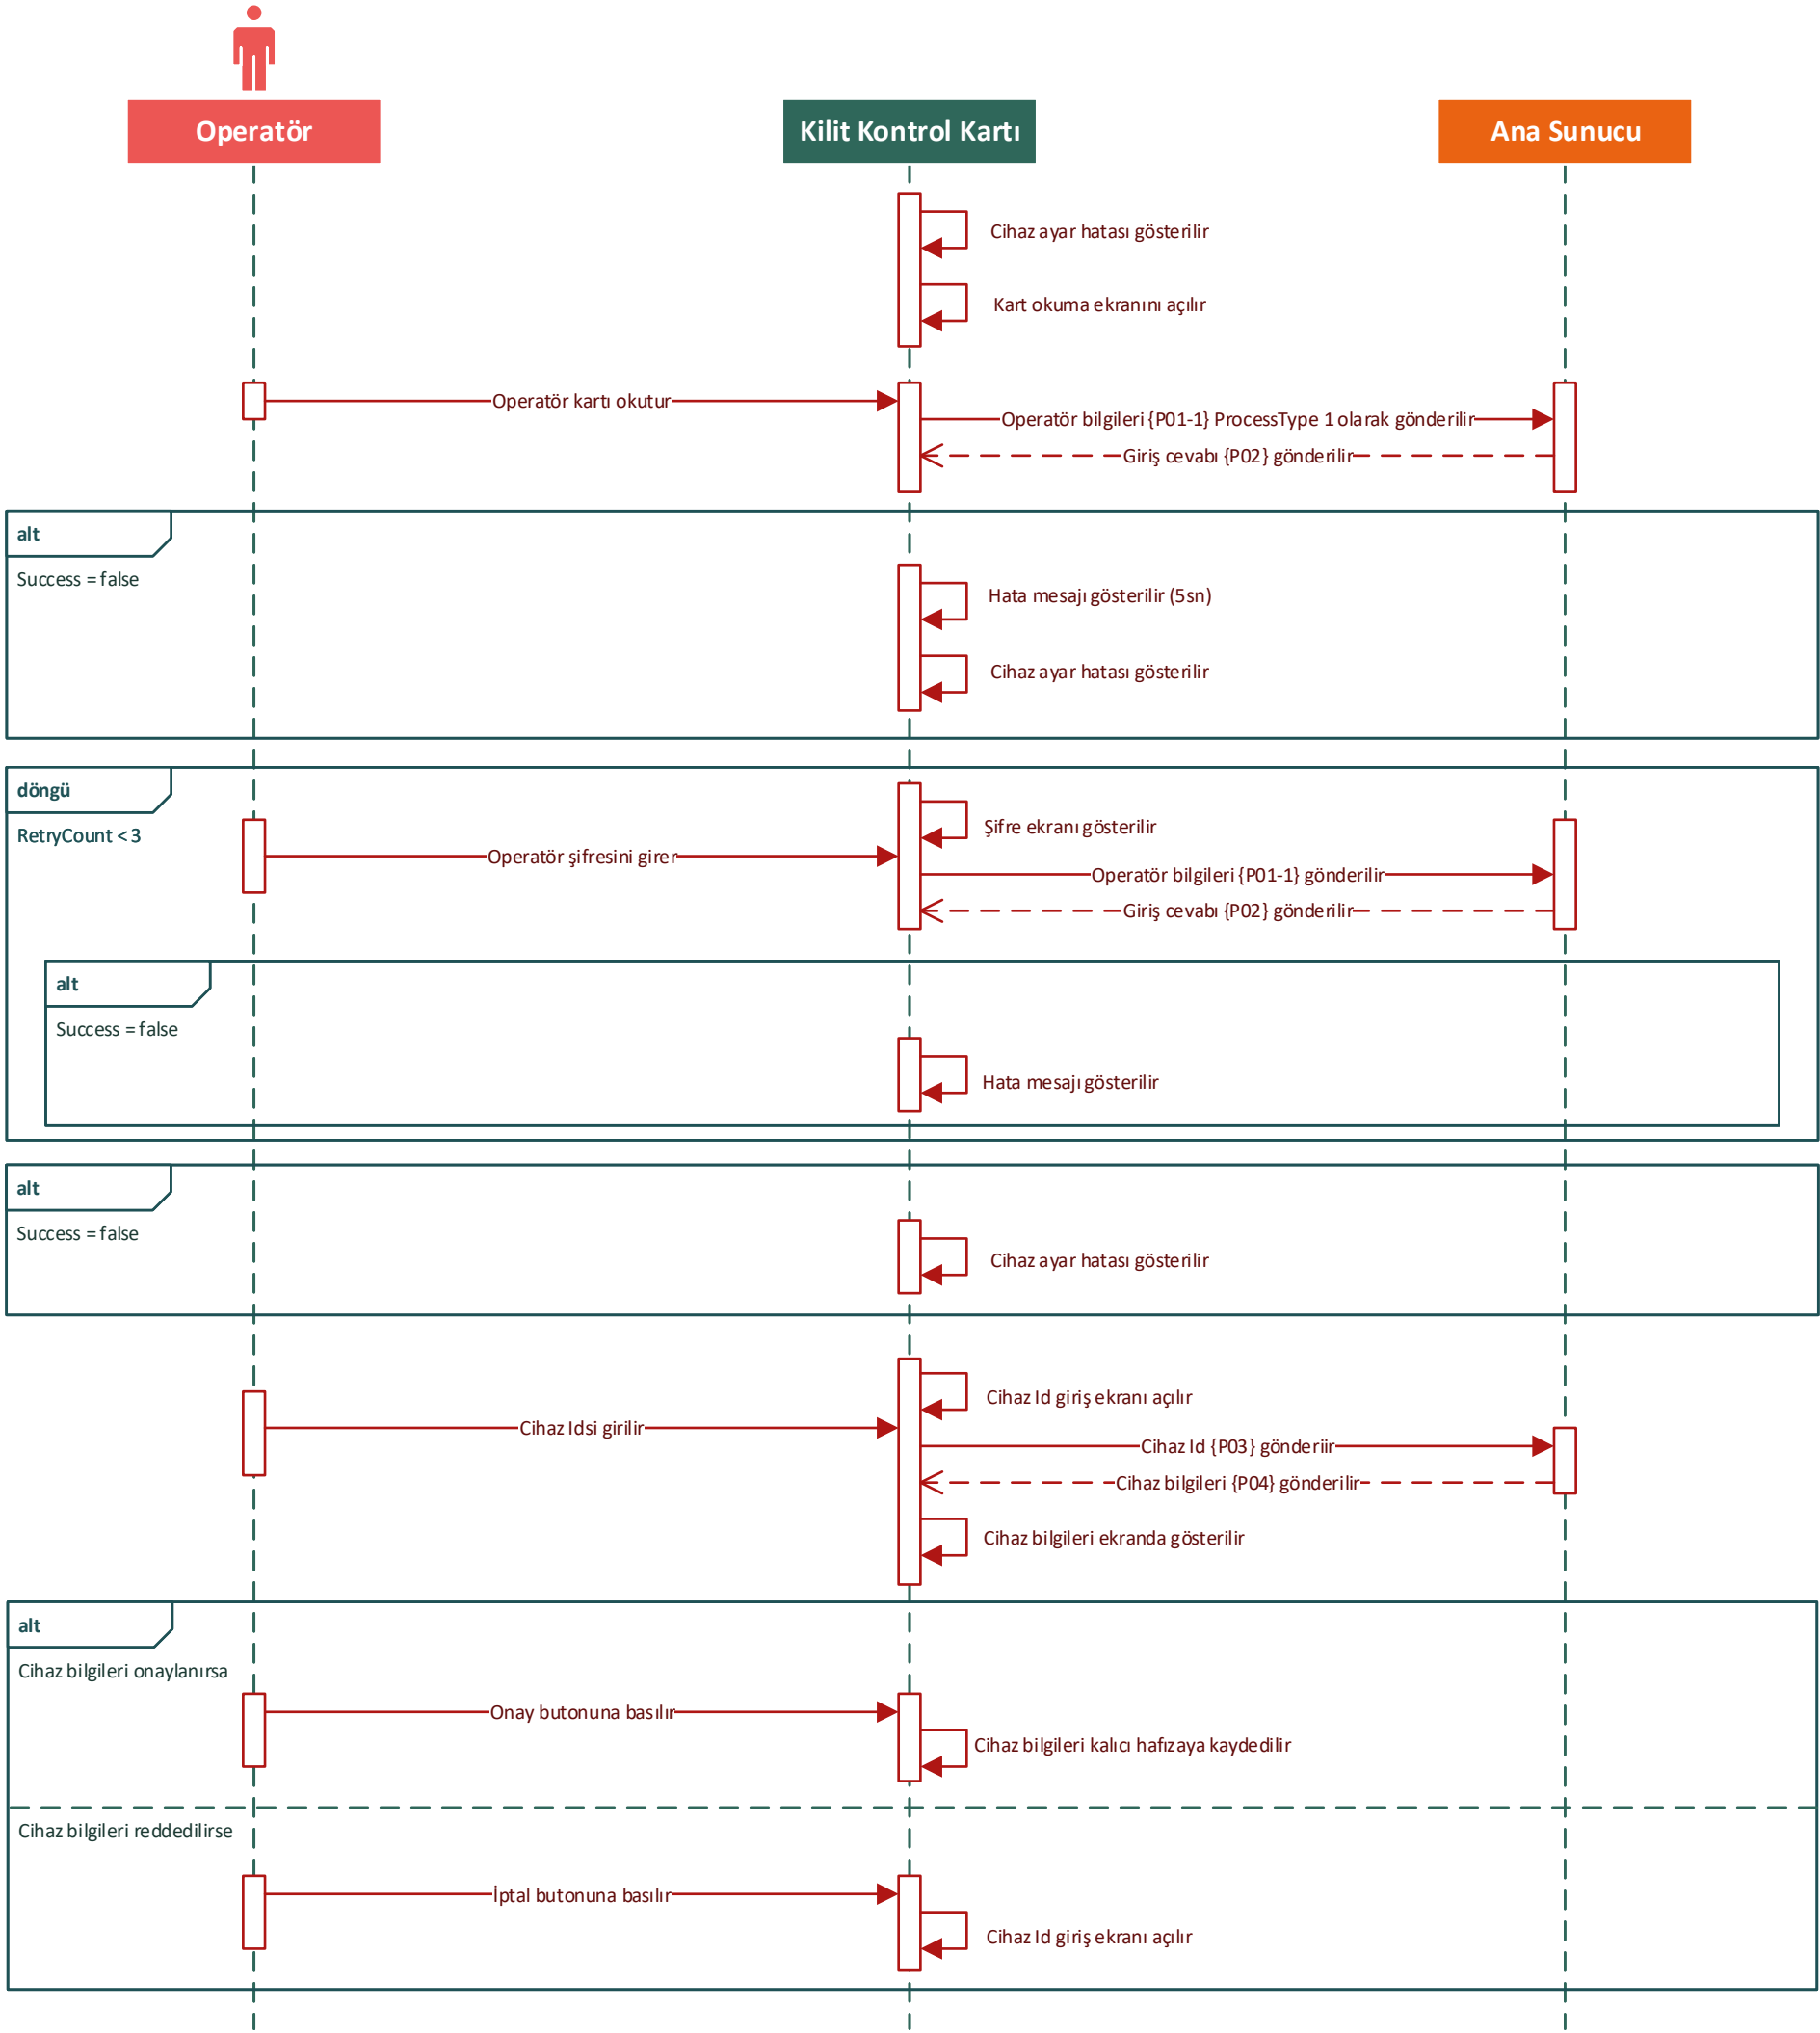 Operatör
Kilit Kontrol Kartı
Ana Sunucu
Cihaz ayar hatası gösterilir
Kart okuma ekranını açılır
Operatör kartı okutur
Operatör bilgileri {P01-1} ProcessType 1 olarak gönderilir
Giriş cevabı {P02} gönderilir
alt
Success = false
Hata mesajı gösterilir (5sn)
Cihaz ayar hatası gösterilir
döngü
RetryCount < 3
Şifre ekranı gösterilir
Operatör şifresini girer
Operatör bilgileri {P01-1} gönderilir
Giriş cevabı {P02} gönderilir
alt
Success = false
Hata mesajı gösterilir
alt
Success = false
Cihaz ayar hatası gösterilir
Cihaz Id giriş ekranı açılır
Cihaz Idsi girilir
Cihaz Id {P03} gönderiir
Cihaz bilgileri {P04} gönderilir
Cihaz bilgileri ekranda gösterilir
alt
Cihaz bilgileri onaylanırsa
Onay butonuna basılır
Cihaz bilgileri kalıcı hafızaya kaydedilir
Cihaz bilgileri reddedilirse
İptal butonuna basılır
Cihaz Id giriş ekranı açılır